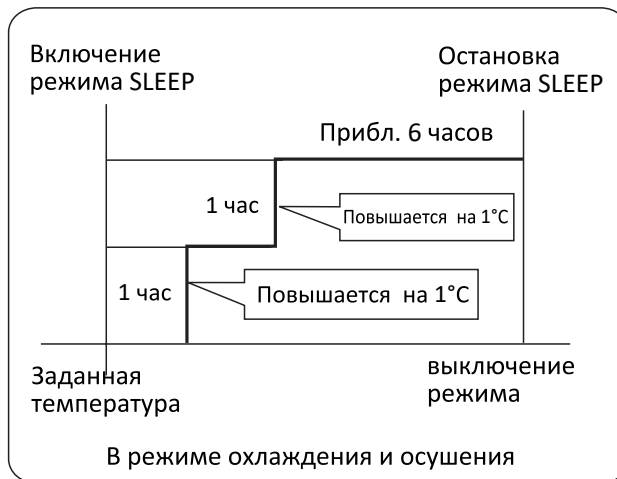 Включение
режима SLEEP
Остановка
режима SLEEP
Прибл. 6 часов
1 час
Повышается на 1°C
1 час
Повышается на 1°C
Заданная
температура
выключение
режима
В режиме охлаждения и осушения